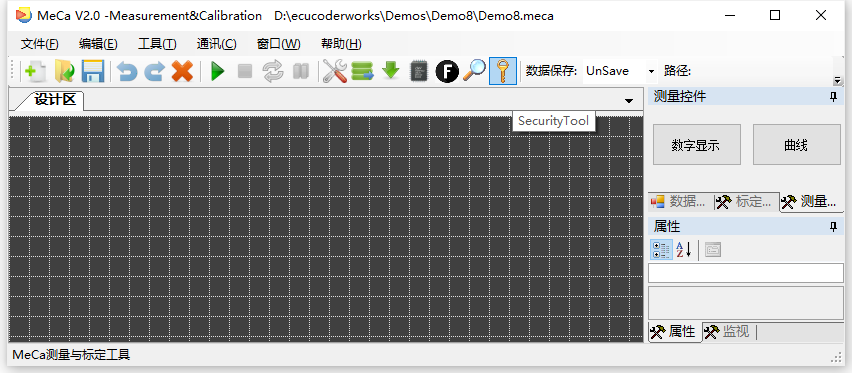 MeCa V2.0 -Measurement&Calibration D:\ecucoderworks\Demos\Demo8\Demo8.meca
文件(F) 编辑(E) 工具(T) 通讯(C) 窗口(W) 帮助(H)
F 数据保存: UnSave 路径:
设计区
测量控件
SecurityTool
数字显示 曲线
数据... 标定... 测量...
属性
A
Z
属性 监视
MeCa测量与标定工具